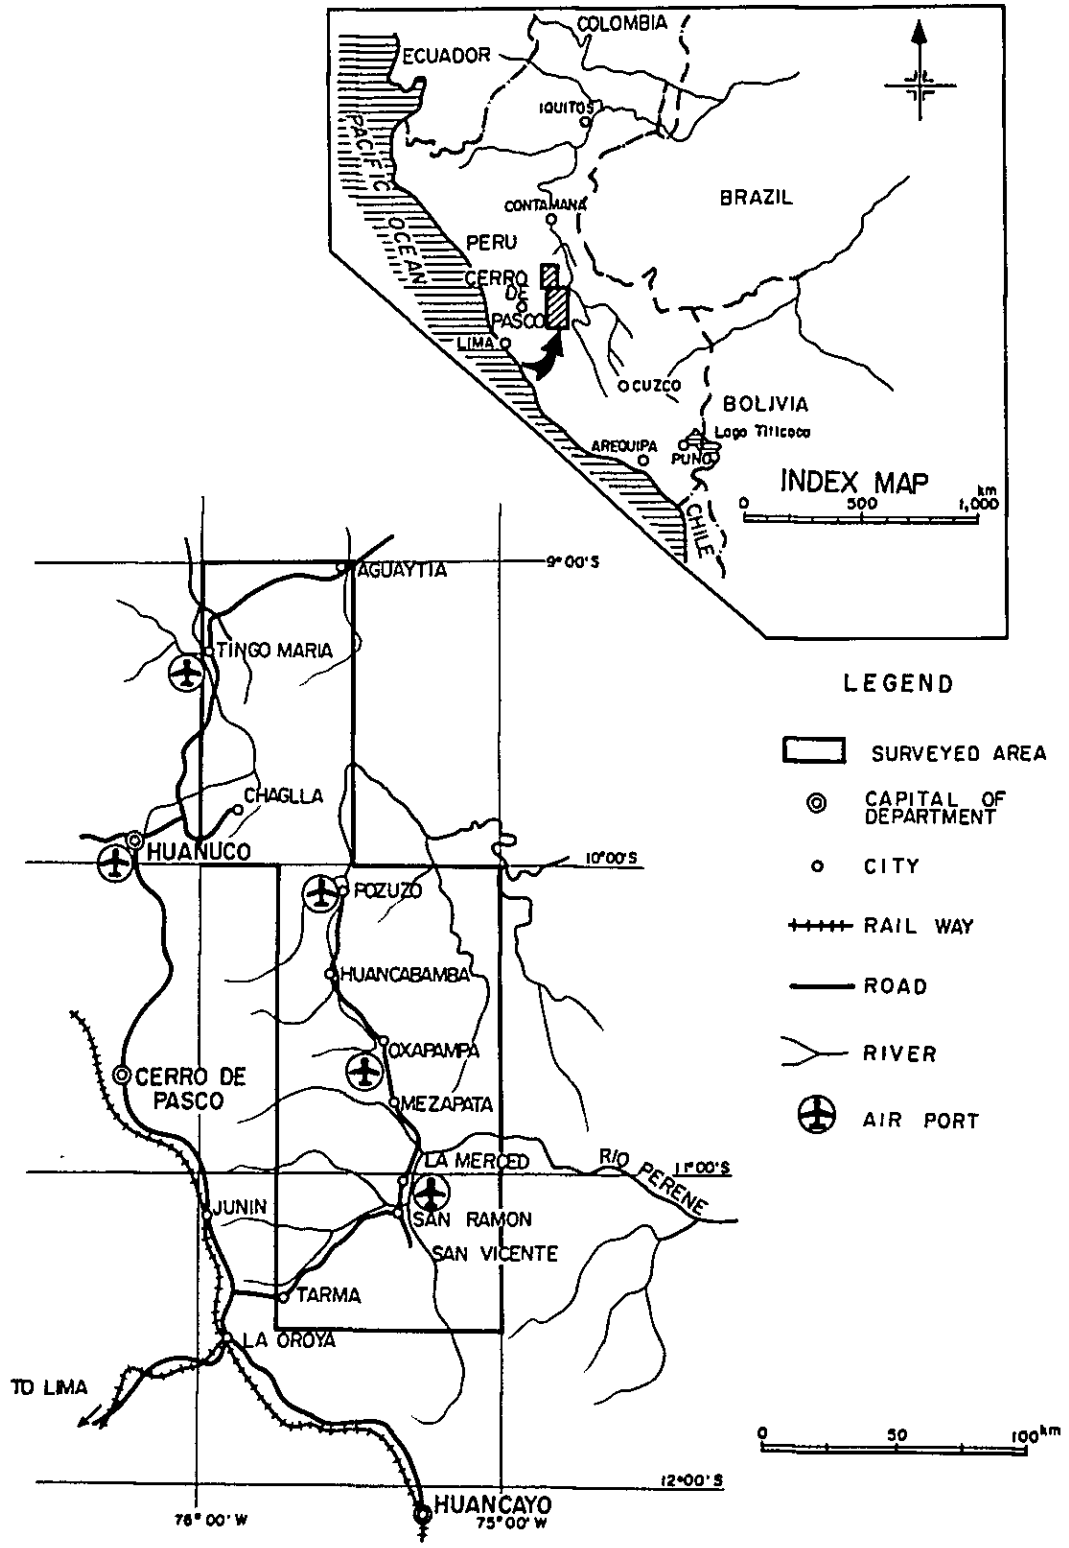 COLOMBIA
ECUADOR
IQUITOS
PACIFIC OCEAN
BRAZIL
CONTAMANA
PERU
CERRO
DE
PASCO
LIMA
CUZCO
BOLIVIA
Lago Titicaca
AREQUIPA
PUNO
INDEX MAP
km
0 500 1,000
CHILE
9°00'S
AGUAYTIA
TINGO MARIA
CHAGLLA
HUANUCO
10°00'S
POZUZO
HUANCABAMBA
OXAPAMPA
CERRO DE
PASCO
MEZAPATA
LA MERCED
RIO PERENE
11°00'S
JUNIN
SAN RAMON
SAN VICENTE
TARMA
LA OROYA
TO LIMA
12°00'S
HUANCAYO
76°00'W
75°00'W
LEGEND
SURVEYED AREA
CAPITAL OF
DEPARTMENT
CITY
RAIL WAY
ROAD
RIVER
AIR PORT
0 50 100km